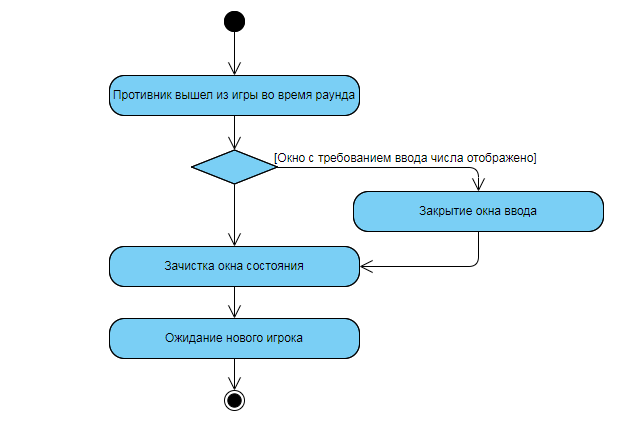 Противник вышел из игры во время раунда
[Окно с требованием ввода числа отображено]
Закрытие окна ввода
Зачистка окна состояния
Ожидание нового игрока